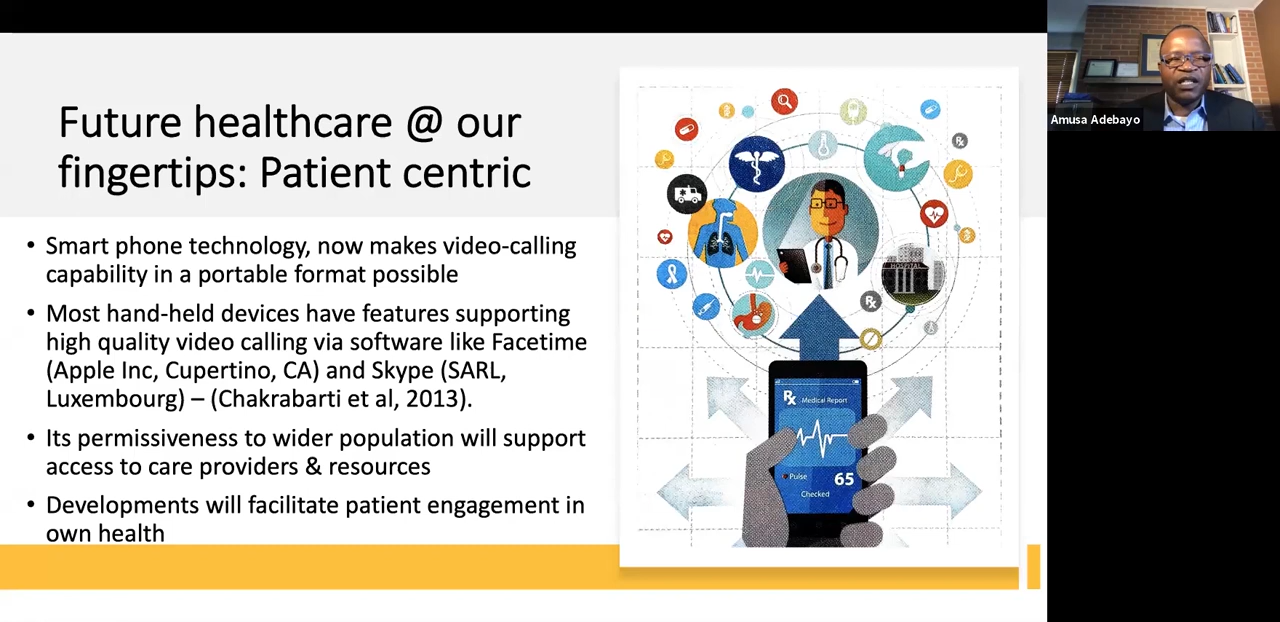 Future healthcare @ our
fingertips: Patient centric
• Smart phone technology, now makes video-calling
capability in a portable format possible
• Most hand-held devices have features supporting
high quality video calling via software like Facetime
(Apple Inc, Cupertino, CA) and Skype (SARL,
Luxembourg) – (Chakrabarti et al, 2013).
• Its permissiveness to wider population will support
access to care providers & resources
• Developments will facilitate patient engagement in
own health
HOSPITAL
Rx
Rx
Rx Medical Report
Pulse 65
Checked
Amusa Adebayo